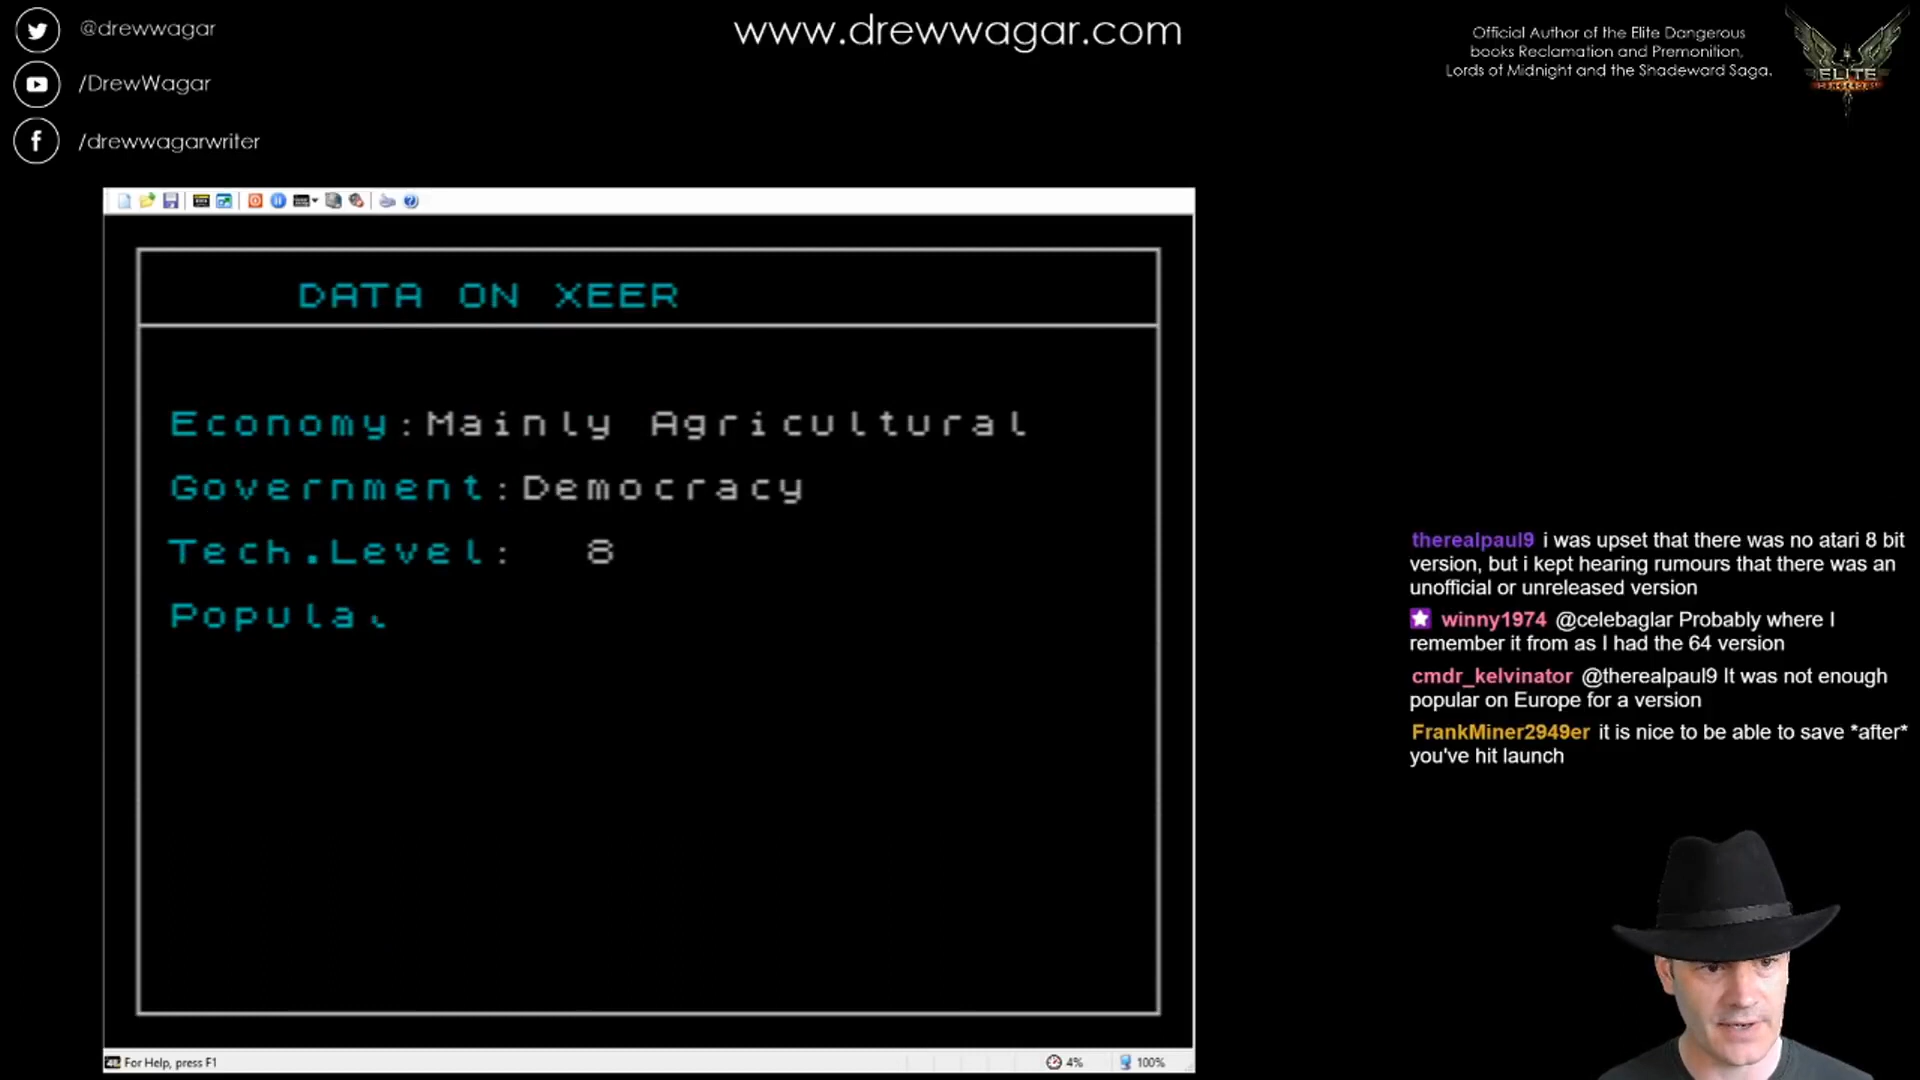 @drewwagar
/DrewWagar
/drewwagarwriter
www.drewwagar.com
Official Author of the Elite Dangerous
books Reclamation and Premonition,
Lords of Midnight and the Shadeward Saga.
ELITE
DANGEROUS
DATA ON XEER
Economy:Mainly Agricultural
Government:Democracy
Tech.Level: 8
Popula
For Help, press F1
4%
100%
therealpaul9 i was upset that there was no atari 8 bit
version, but i kept hearing rumours that there was an
unofficial or unreleased version
winny1974 @celebaglar Probably where I
remember it from as I had the 64 version
cmdr_kelvinator @therealpaul9 It was not enough
popular on Europe for a version
FrankMiner2949er it is nice to be able to save *after*
you've hit launch